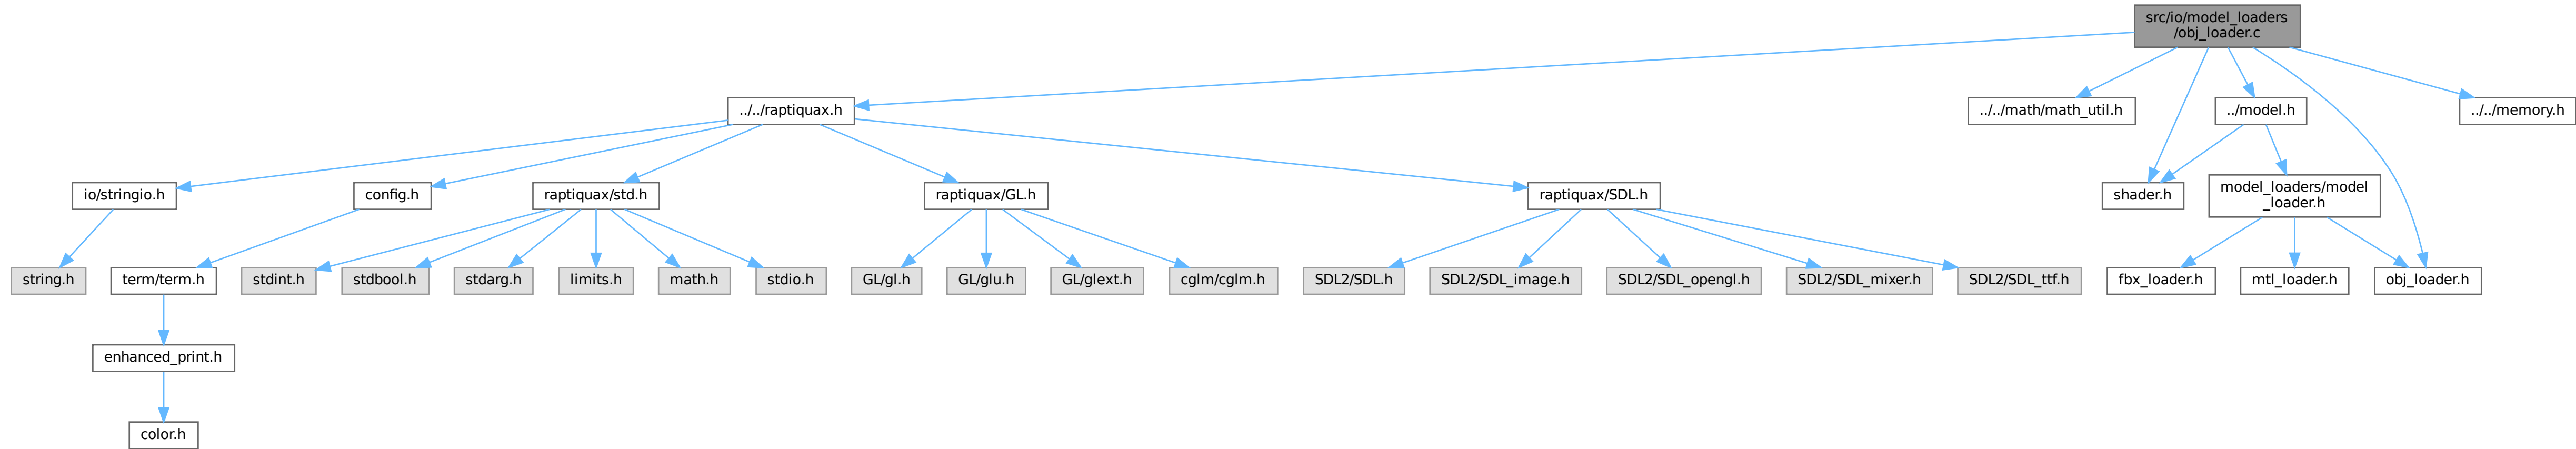 src/io/model_loaders
/obj_loader.c
../../raptiquax.h
../../math/math_util.h
../model.h
../../memory.h
io/stringio.h
config.h
raptiquax/std.h
raptiquax/GL.h
raptiquax/SDL.h
shader.h
model_loaders/model
_loader.h
string.h
term/term.h
stdint.h
stdbool.h
stdarg.h
limits.h
math.h
stdio.h
GL/gl.h
GL/glu.h
GL/glext.h
cglm/cglm.h
SDL2/SDL.h
SDL2/SDL_image.h
SDL2/SDL_opengl.h
SDL2/SDL_mixer.h
SDL2/SDL_ttf.h
fbx_loader.h
mtl_loader.h
obj_loader.h
enhanced_print.h
color.h